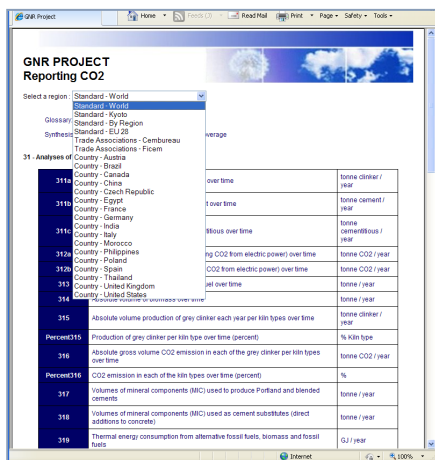 GNR Project
Home
Feeds (3)
Read Mail
Print
Page
Safety
Tools
GNR PROJECT
Reporting CO2
Select a region :
Standard - World
Standard - World
Standard - Kyoto
Standard - By Region
Standard - EU 28
Trade Associations - Cembureau
Trade Associations - Ficem
Country - Austria
Country - Brazil
Country - Canada
Country - China
Country - Czech Republic
Country - Egypt
Country - France
Country - Germany
Country - India
Country - Italy
Country - Morocco
Country - Philippines
Country - Poland
Country - Spain
Country - Thailand
Country - United Kingdom
Country - United States
Glossary
Synthesis
verage
31 - Analyses of
311a
over time
tonne clinker /
year
311b
t over time
tonne cement /
year
311c
titious over time
tonne
cementitious /
year
312a
ng CO2 from electric power) over time
tonne CO2 / year
312b
CO2 from electric power) over time
tonne CO2 / year
313
uel over time
tonne / year
314
Absolute volume of biomass over time
tonne / year
315
Absolute volume production of grey clinker each year per kiln types over time
tonne clinker /
year
Percent315
Production of grey clinker per kiln type over time (percent)
% Kiln type
316
Absolute gross volume CO2 emission in each of the grey clinker per kiln types
over time
tonne CO2 / year
Percent316
CO2 emission in each of the kiln types over time (percent)
%
317
Volumes of mineral components (MIC) used to produce Portland and blended
cements
tonne / year
318
Volumes of mineral components (MIC) used as cement substitutes (direct
additions to concrete)
tonne / year
319
Thermal energy consumption from alternative fossil fuels, biomass and fossil
fuels
GJ / year
Internet
100%